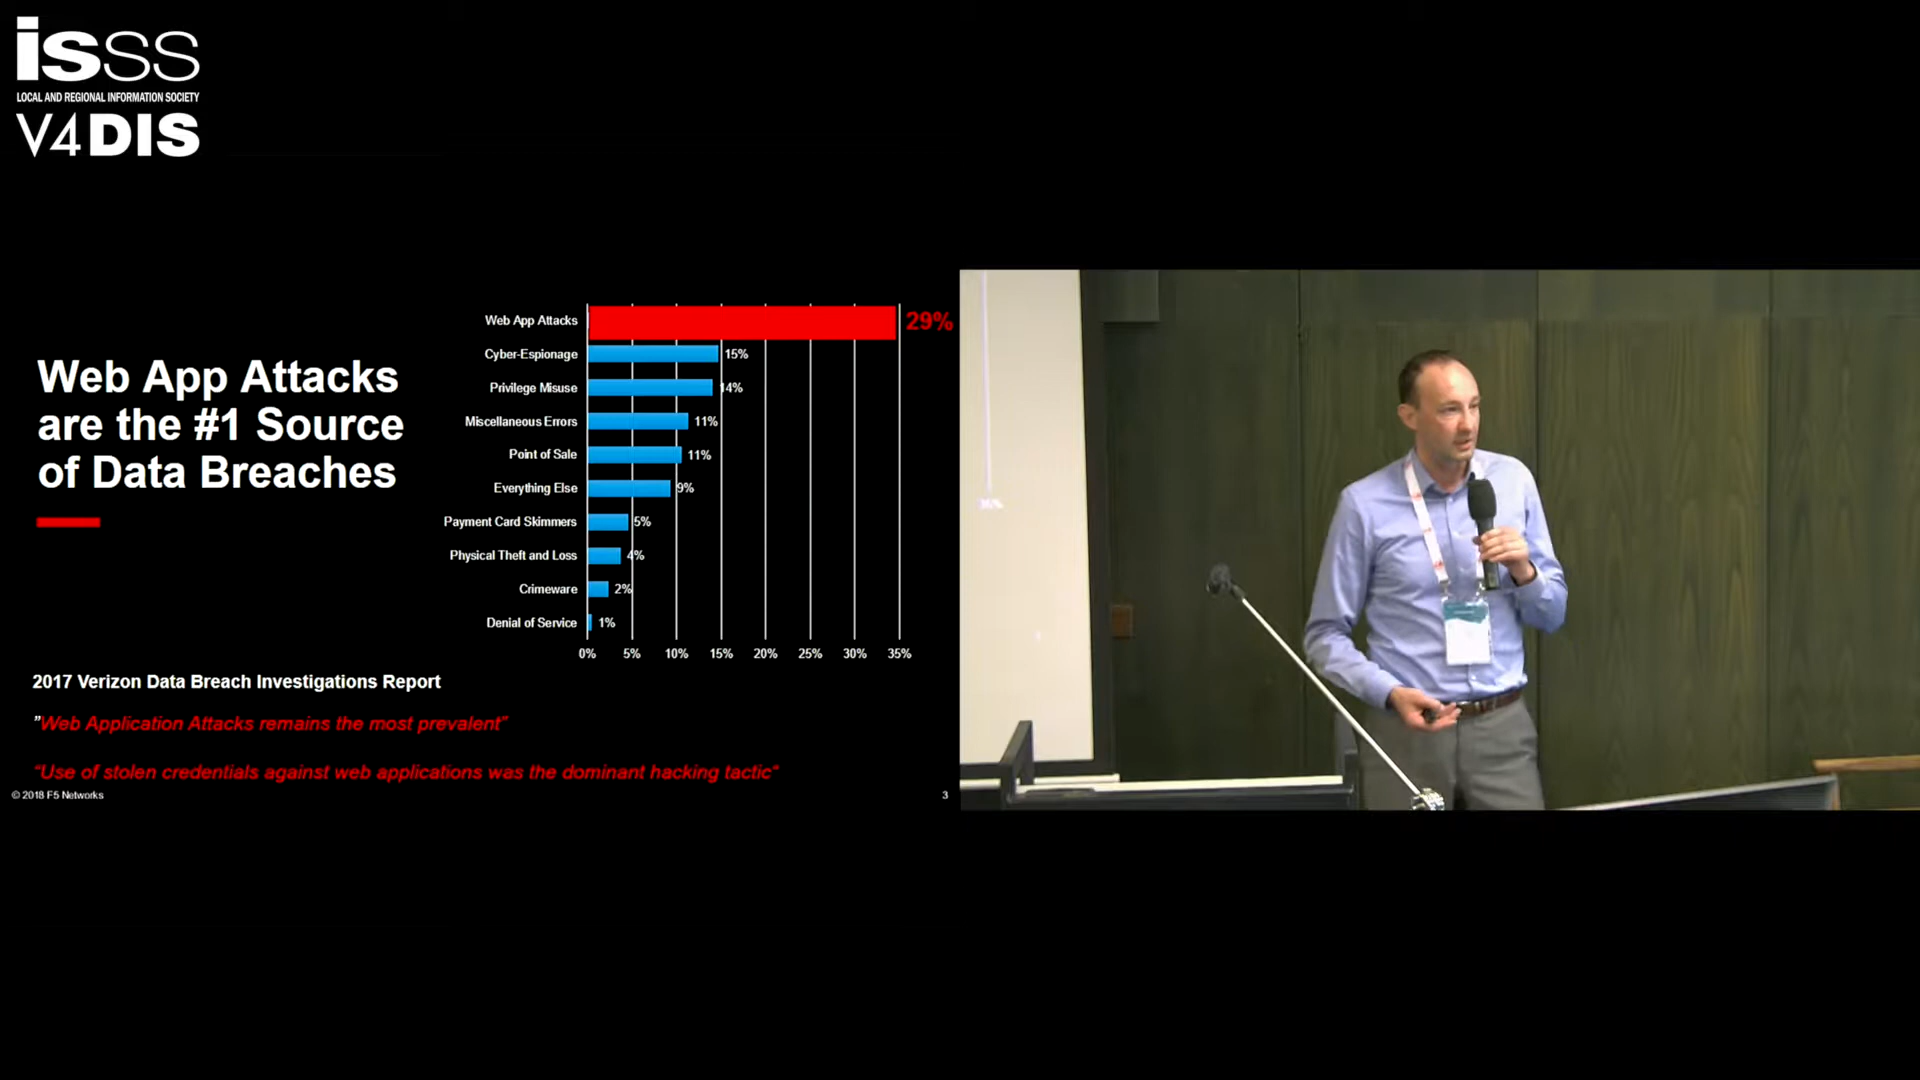 isss
LOCAL AND REGIONAL INFORMATION SOCIETY
V4DIS
Web App Attacks
are the #1 Source
of Data Breaches
Web App Attacks 29%
Cyber-Espionage 15%
Privilege Misuse 14%
Miscellaneous Errors 11%
Point of Sale 11%
Everything Else 9%
Payment Card Skimmers 5%
Physical Theft and Loss 4%
Crimeware 2%
Denial of Service 1%
0% 5% 10% 15% 20% 25% 30% 35%
2017 Verizon Data Breach Investigations Report
"Web Application Attacks remains the most prevalent"
“Use of stolen credentials against web applications was the dominant hacking tactic“
© 2018 F5 Networks
3